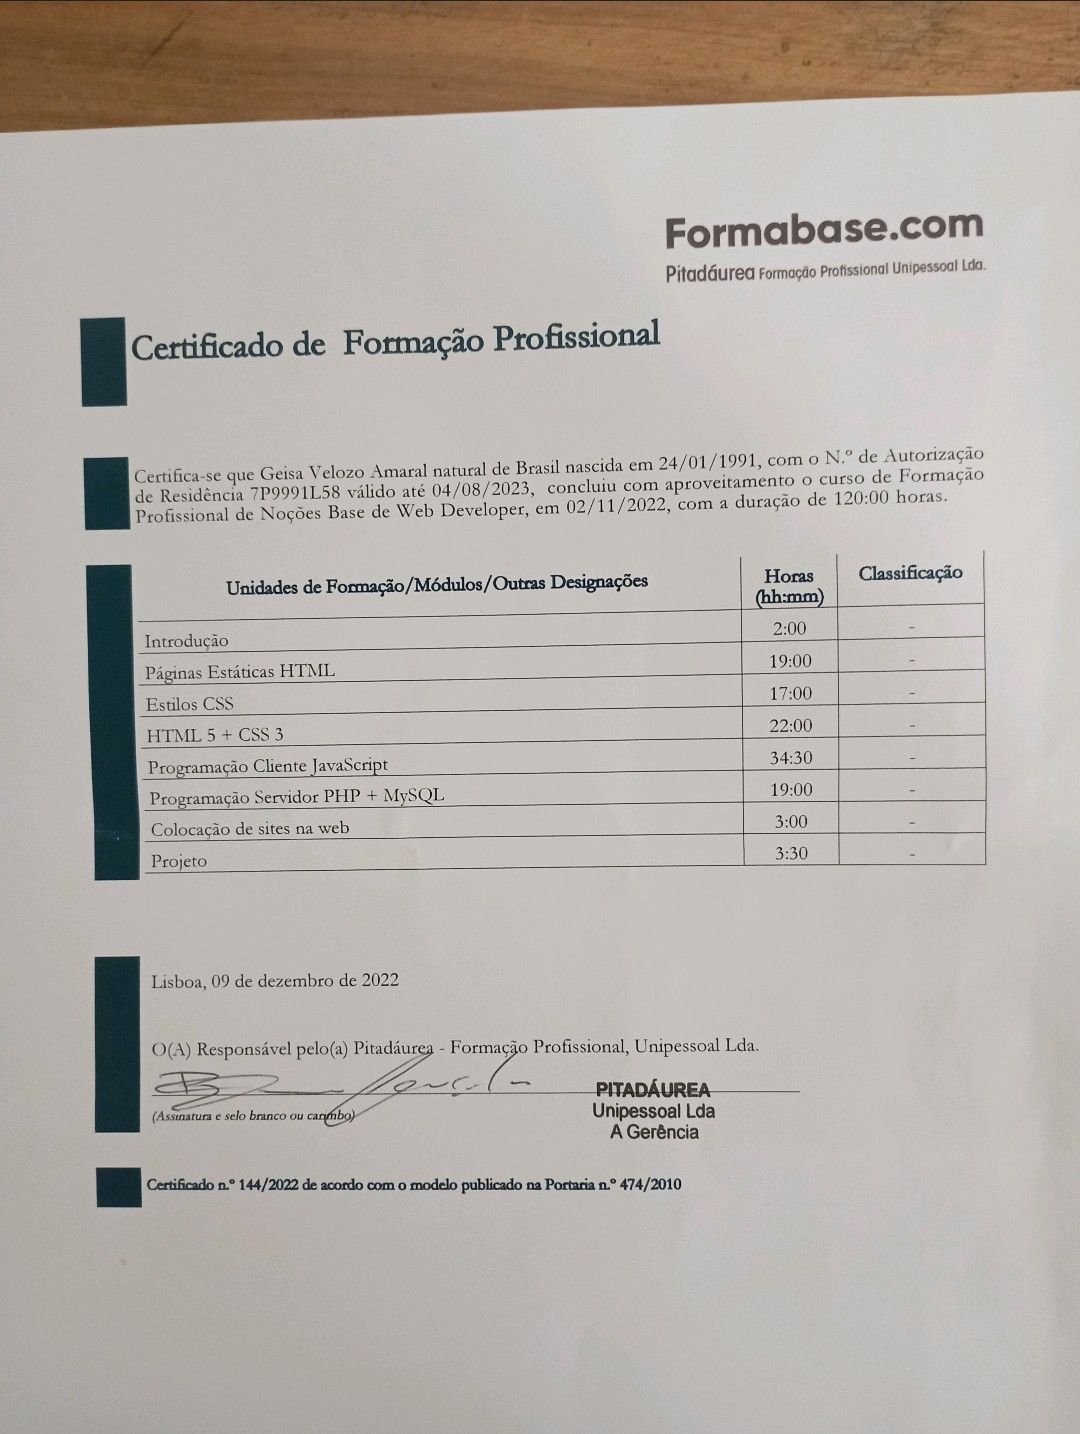 Formabase.com
Pitadáurea Formação Profissional Unipessoal Lda.
Certificado de Formação Profissional
Certifica-se que Geisa Velozo Amaral natural de Brasil nascida em 24/01/1991, com o N.º de Autorização
de Residência 7P9991L58 válido até 04/08/2023, concluiu com aproveitamento o curso de Formação
Profissional de Noções Base de Web Developer, em 02/11/2022, com a duração de 120:00 horas.
Unidades de Formação/Módulos/Outras Designações Horas (hh:mm) Classificação
Introdução 2:00 -
Páginas Estáticas HTML 19:00 -
Estilos CSS 17:00 -
HTML 5 + CSS 3 22:00 -
Programação Cliente JavaScript 34:30 -
Programação Servidor PHP + MySQL 19:00 -
Colocação de sites na web 3:00 -
Projeto 3:30 -
Lisboa, 09 de dezembro de 2022
O(A) Responsável pelo(a) Pitadáurea - Formação Profissional, Unipessoal Lda.
PITADÁUREA
(Assinatura e selo branco ou carimbo) Unipessoal Lda
A Gerência
Certificado n.º 144/2022 de acordo com o modelo publicado na Portaria n.º 474/2010